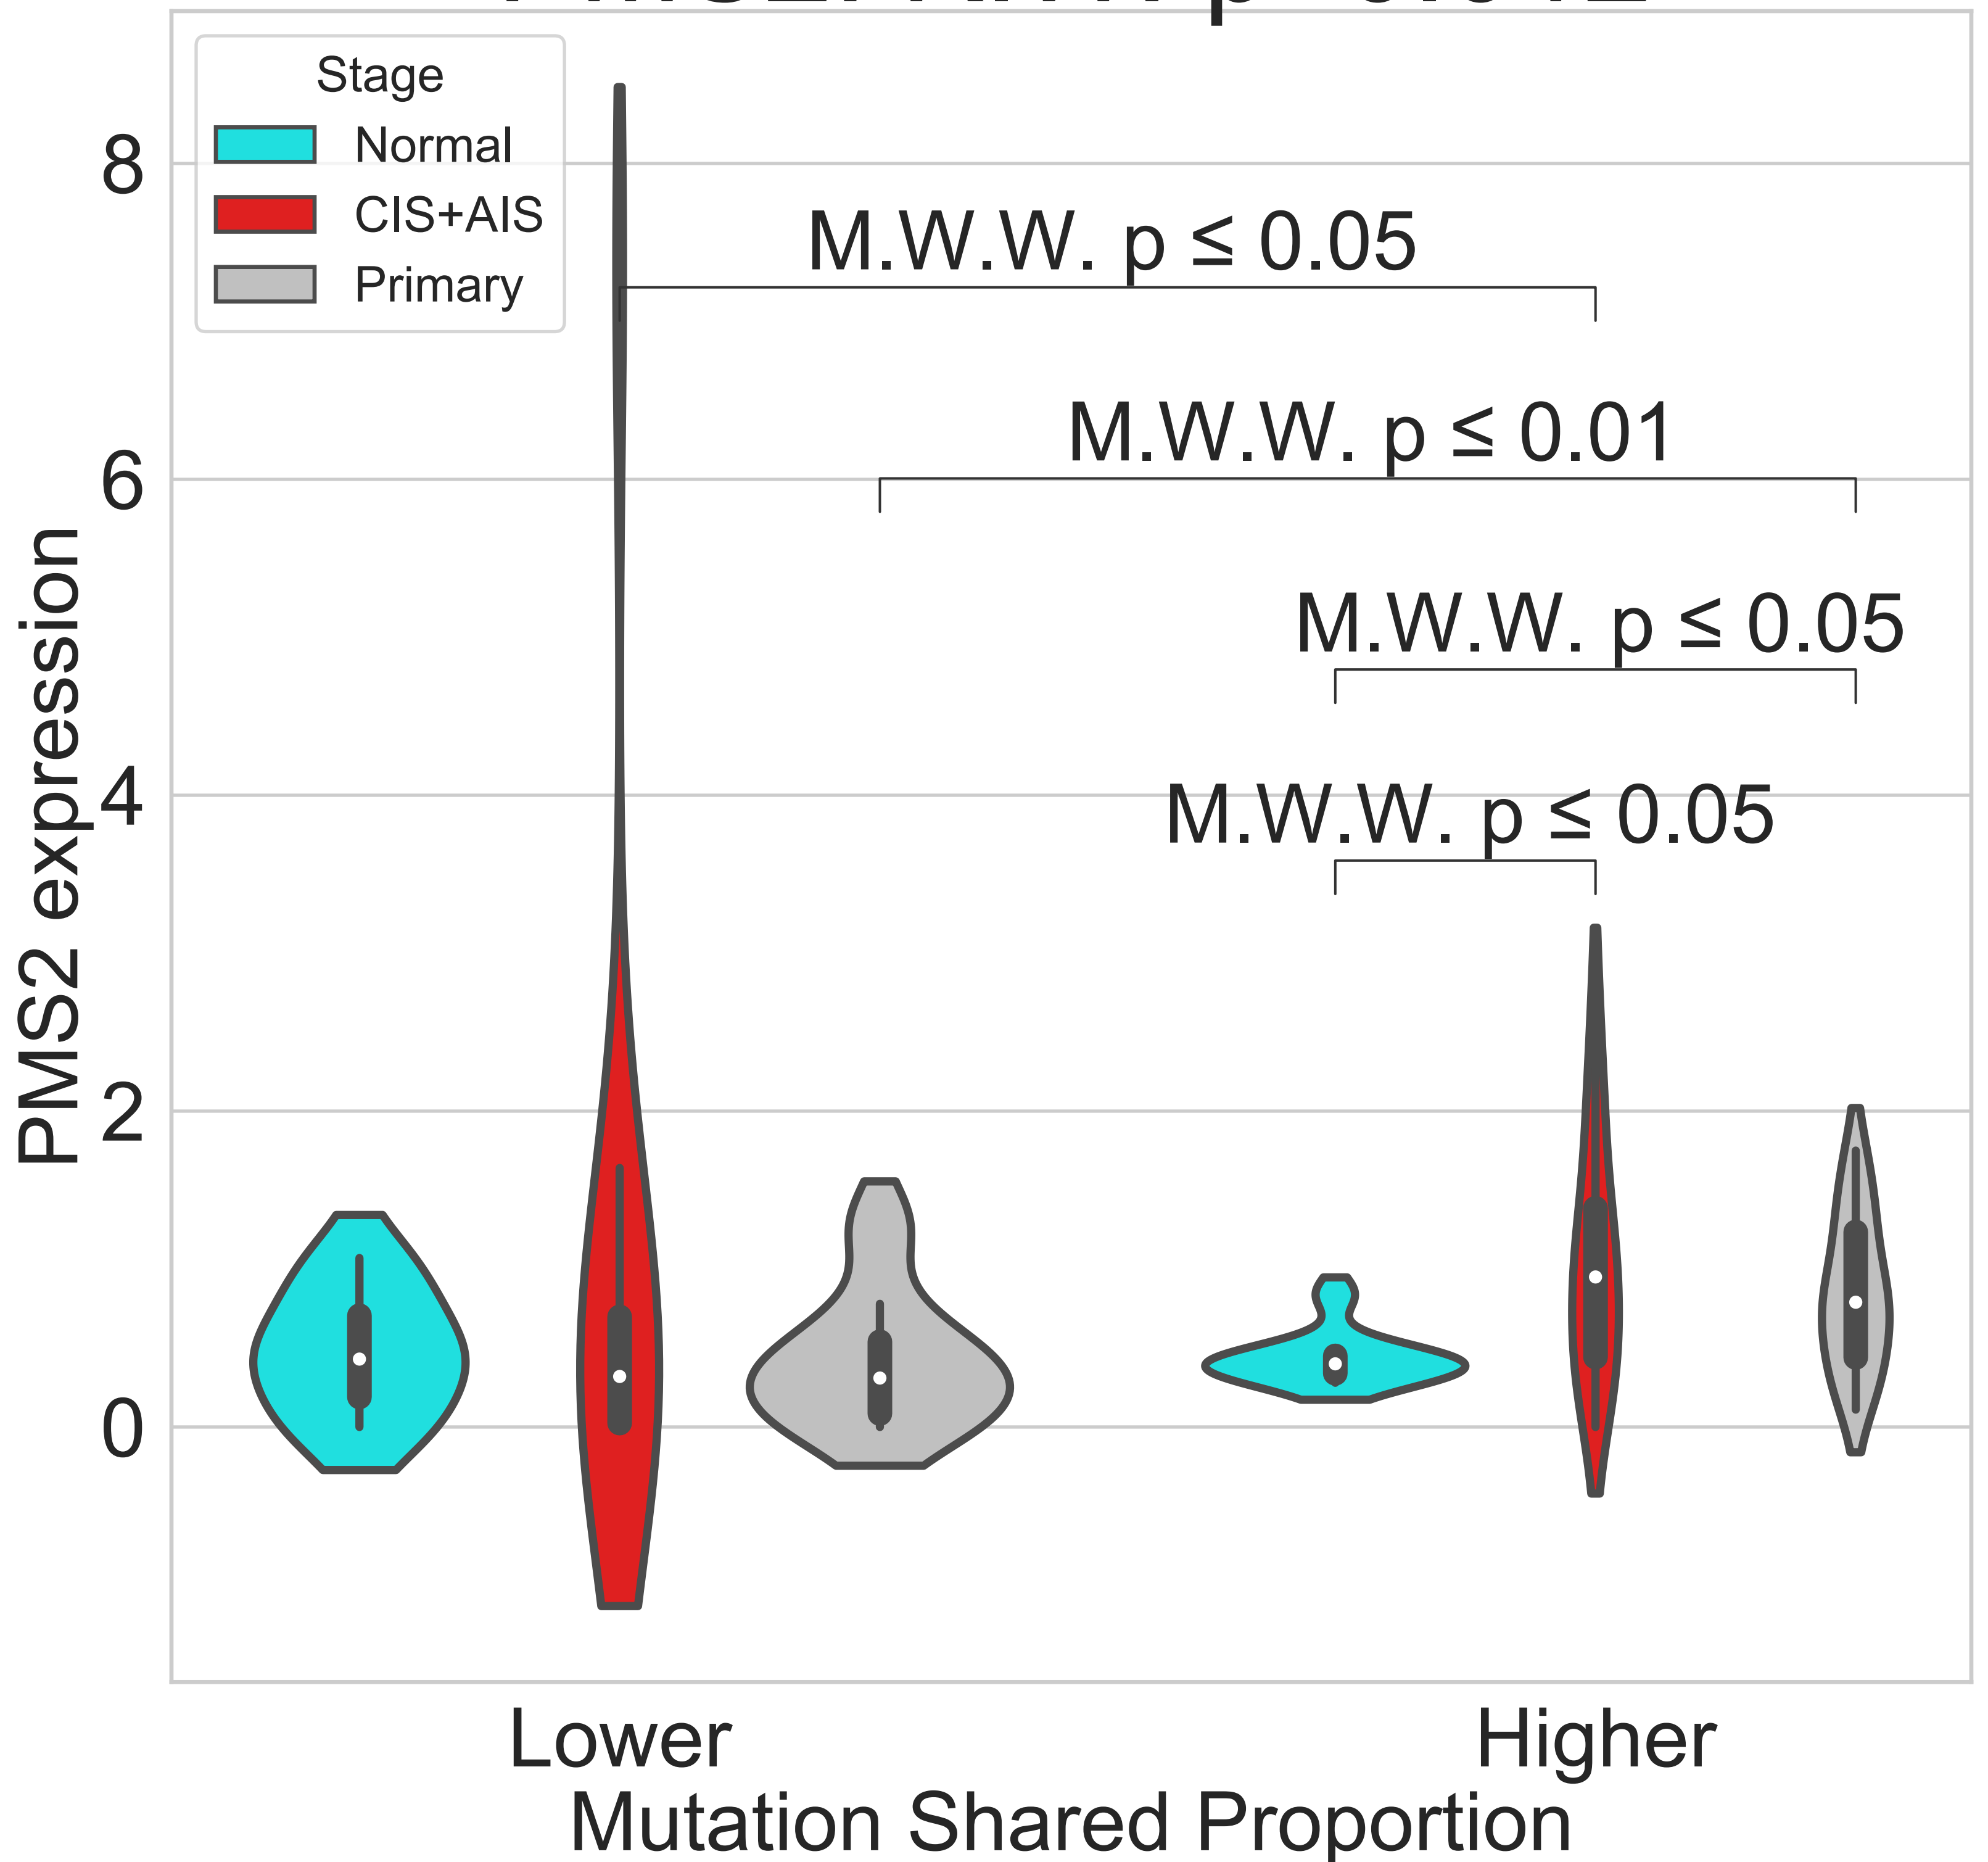 Stage
Normal
CIS+AIS
Primary
M.W.W. p ≤ 0.05
M.W.W. p ≤ 0.01
M.W.W. p ≤ 0.05
M.W.W. p ≤ 0.05
8
6
4
2
0
PMS2 expression
Lower
Higher
Mutation Shared Proportion